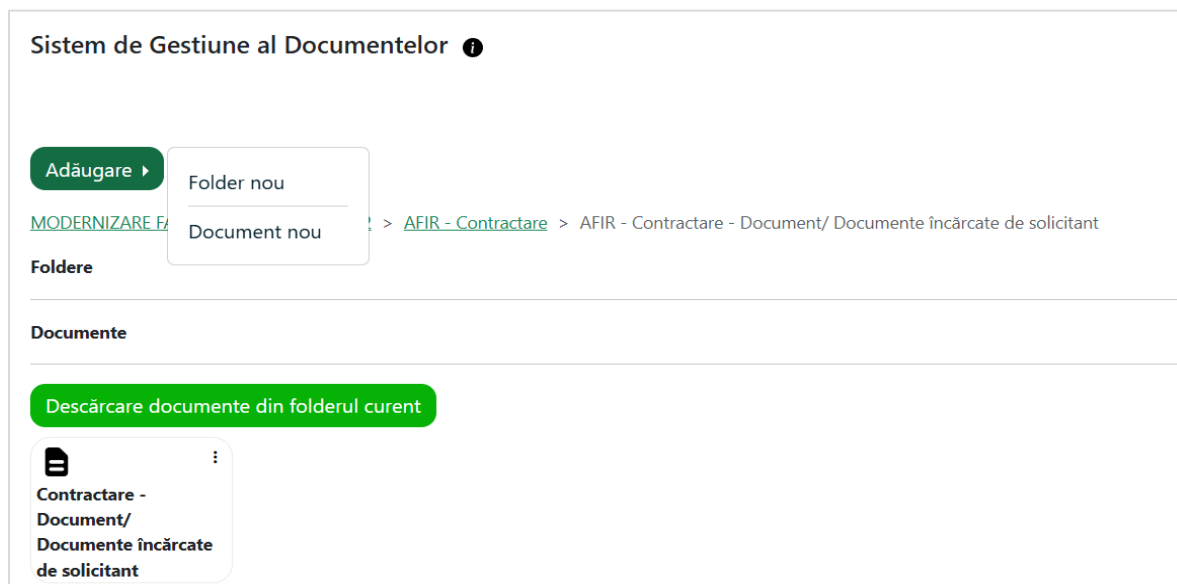 Sistem de Gestiune al Documentelor
Adăugare
Folder nou
Document nou
MODERNIZARE > AFIR - Contractare > AFIR - Contractare - Document/ Documente încărcate de solicitant
Foldere
Documente
Descărcare documente din folderul curent
Contractare -
Document/
Documente încărcate
de solicitant